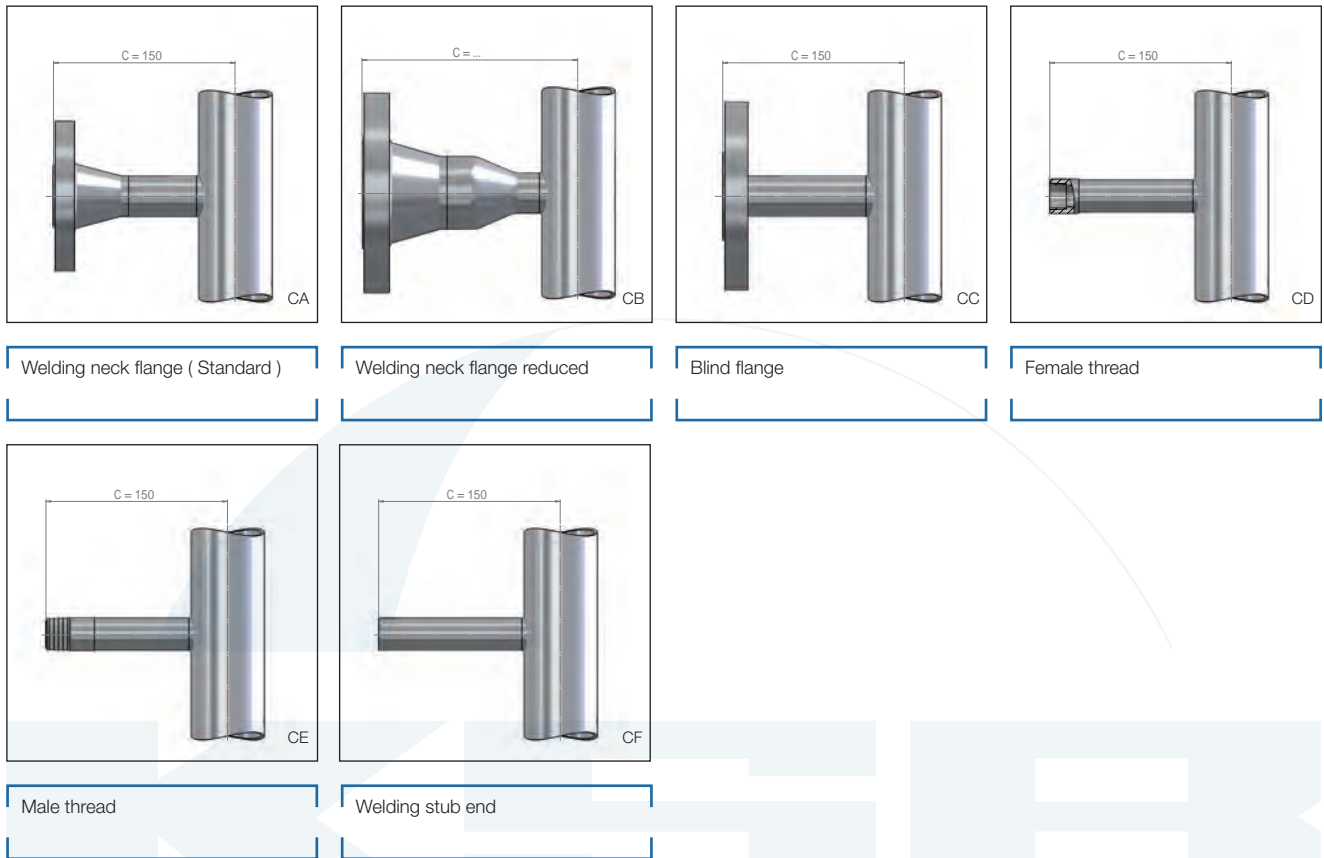 C = 150
CA
C = ...
CB
C = 150
CC
C = 150
CD
Welding neck flange ( Standard )
Welding neck flange reduced
Blind flange
Female thread
C = 150
CE
C = 150
CF
Male thread
Welding stub end
KSR